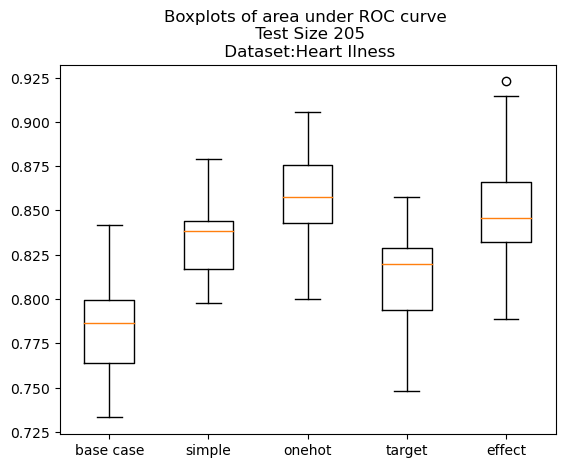 Boxplots of area under ROC curve
Test Size 205
Dataset:Heart Ilness
0.925
0.900
0.875
0.850
0.825
0.800
0.775
0.750
0.725
base case simple onehot target effect